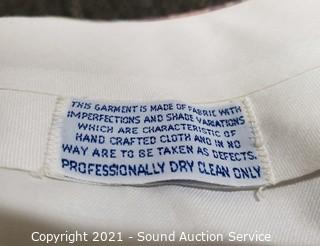 THIS GARMENT IS MADE OF FABRIC WITH
IMPERFECTIONS AND SHADE VARIATIONS
WHICH ARE CHARACTERISTIC OF
HAND CRAFTED CLOTH AND IN NO
WAY ARE TO BE TAKEN AS DEFECTS.
PROFESSIONALLY DRY CLEAN ONLY
Copyright 2021 - Sound Auction Service